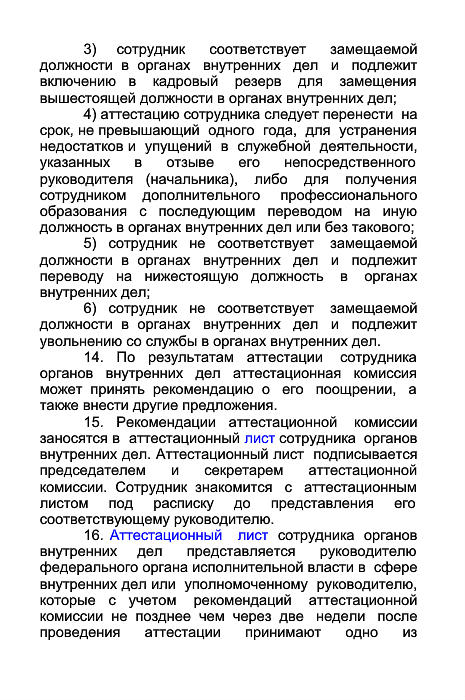 3) сотрудник соответствует замещаемой
должности в органах внутренних дел и подлежит
включению в кадровый резерв для замещения
вышестоящей должности в органах внутренних дел;
4) аттестацию сотрудника следует перенести на
срок, не превышающий одного года, для устранения
недостатков и упущений в служебной деятельности,
указанных в отзыве его непосредственного
руководителя (начальника), либо для получения
сотрудником дополнительного профессионального
образования с последующим переводом на иную
должность в органах внутренних дел или без такового;
5) сотрудник не соответствует замещаемой
должности в органах внутренних дел и подлежит
переводу на нижестоящую должность в органах
внутренних дел;
6) сотрудник не соответствует замещаемой
должности в органах внутренних дел и подлежит
увольнению со службы в органах внутренних дел.
14. По результатам аттестации сотрудника
органов внутренних дел аттестационная комиссия
может принять рекомендацию о его поощрении, а
также внести другие предложения.
15. Рекомендации аттестационной комиссии
заносятся в аттестационный лист сотрудника органов
внутренних дел. Аттестационный лист подписывается
председателем и секретарем аттестационной
комиссии. Сотрудник знакомится с аттестационным
листом под расписку до представления его
соответствующему руководителю.
16. Аттестационный лист сотрудника органов
внутренних дел представляется руководителю
федерального органа исполнительной власти в сфере
внутренних дел или уполномоченному руководителю,
которые с учетом рекомендаций аттестационной
комиссии не позднее чем через две недели после
проведения аттестации принимают одно из